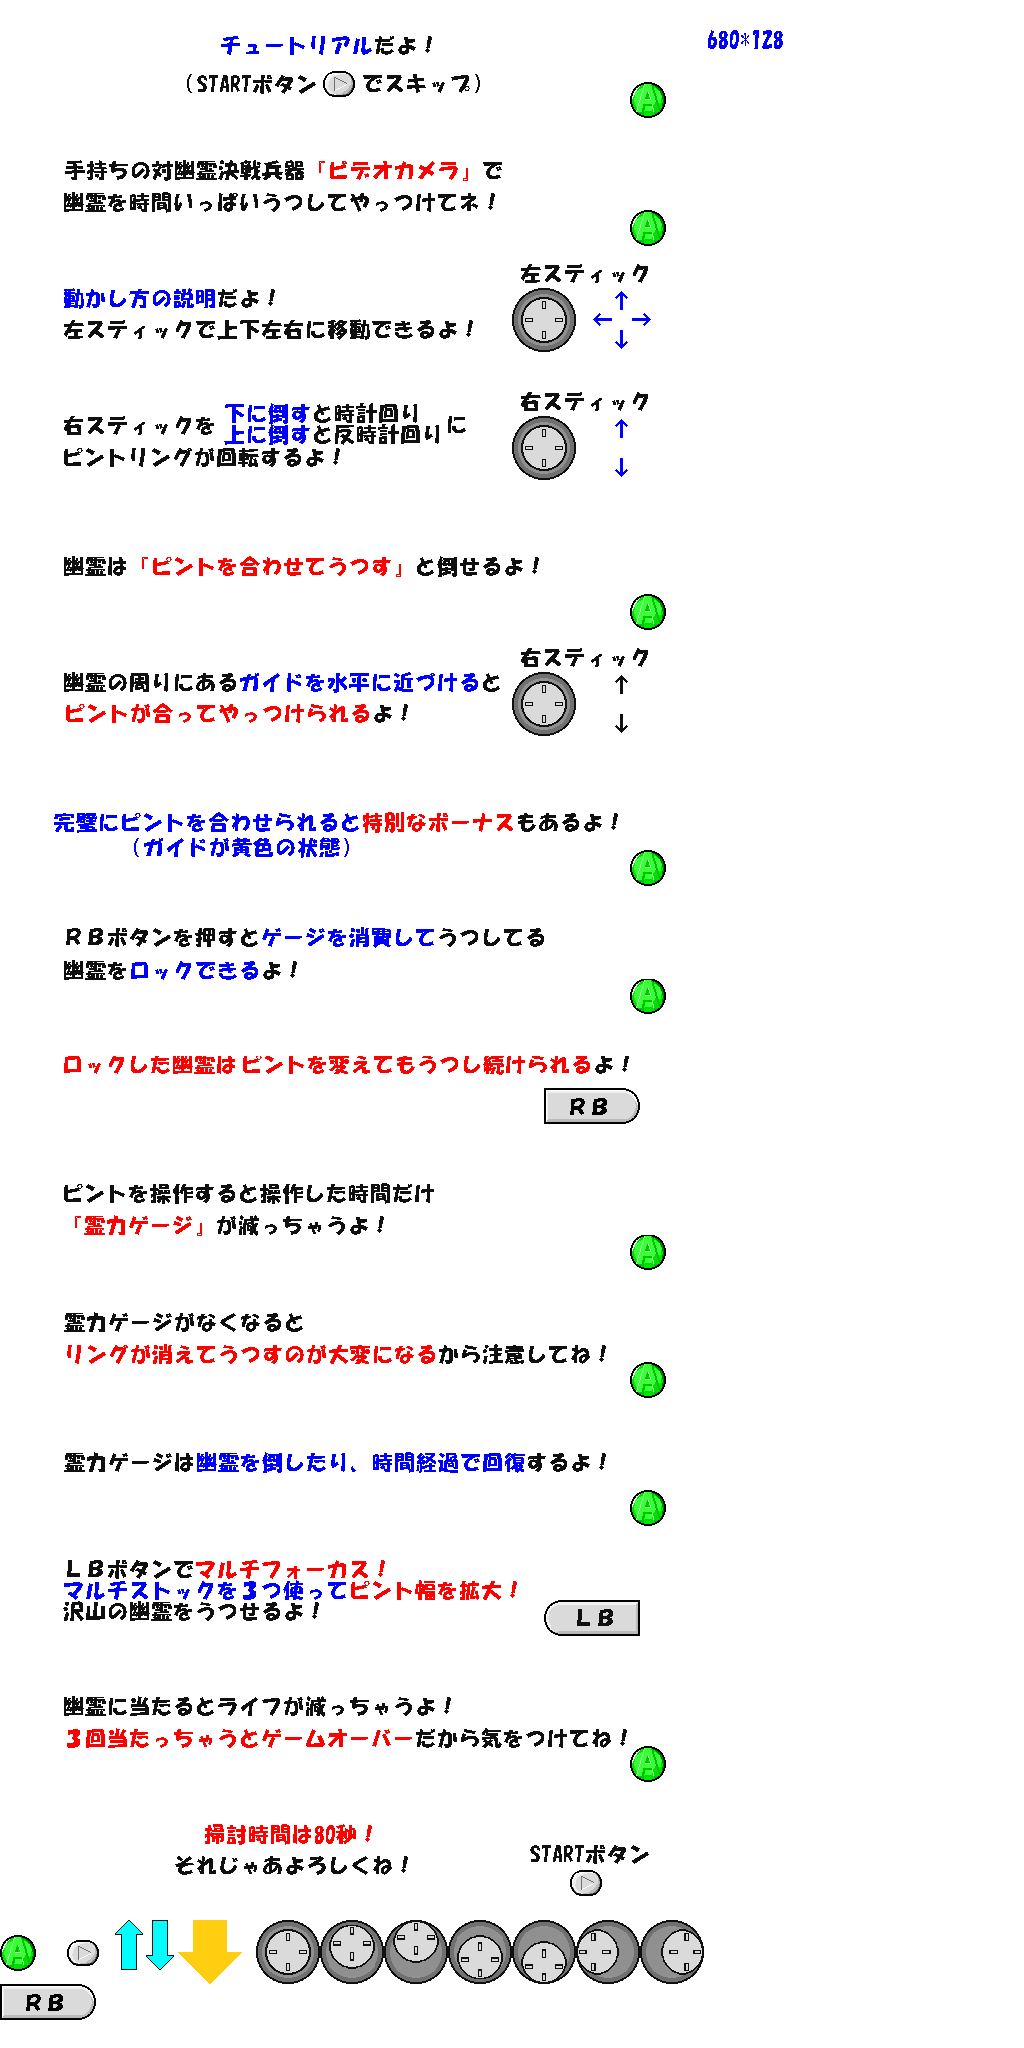 チュートリアルだよ！
680*128
（STARTボタン でスキップ）
A
手持ちの対幽霊決戦兵器『ビデオカメラ』で
幽霊を時間いっぱいうつしてやっつけてネ！
A
左スティック
動かし方の説明だよ！
左スティックで上下左右に移動できるよ！
↑
← →
↓
右スティック
右スティックを 下に倒すと時計回り
上に倒すと反時計回り に
ピントリングが回転するよ！
↑
↓
幽霊は『ピントを合わせてうつす』と倒せるよ！
A
右スティック
幽霊の周りにあるガイドを水平に近づけると
ピントが合ってやっつけられるよ！
↑
↓
完璧にピントを合わせられると特別なボーナスもあるよ！
（ガイドが黄色の状態）
A
ＲＢボタンを押すとゲージを消費してうつしてる
幽霊をロックできるよ！
A
ロックした幽霊はピントを変えてもうつし続けられるよ！
ＲＢ
ピントを操作すると操作した時間だけ
『霊力ゲージ』が減っちゃうよ！
A
霊力ゲージがなくなると
リングが消えてうつすのが大変になるから注意してね！
A
霊力ゲージは幽霊を倒したり、時間経過で回復するよ！
A
ＬＢボタンでマルチフォーカス！
マルチストックを３つ使ってピント幅を拡大！
沢山の幽霊をうつせるよ！
ＬＢ
幽霊に当たるとライフが減っちゃうよ！
３回当たっちゃうとゲームオーバーだから気をつけてね！
A
掃討時間は80秒！
それじゃあよろしくね！
STARTボタン
A
ＲＢ